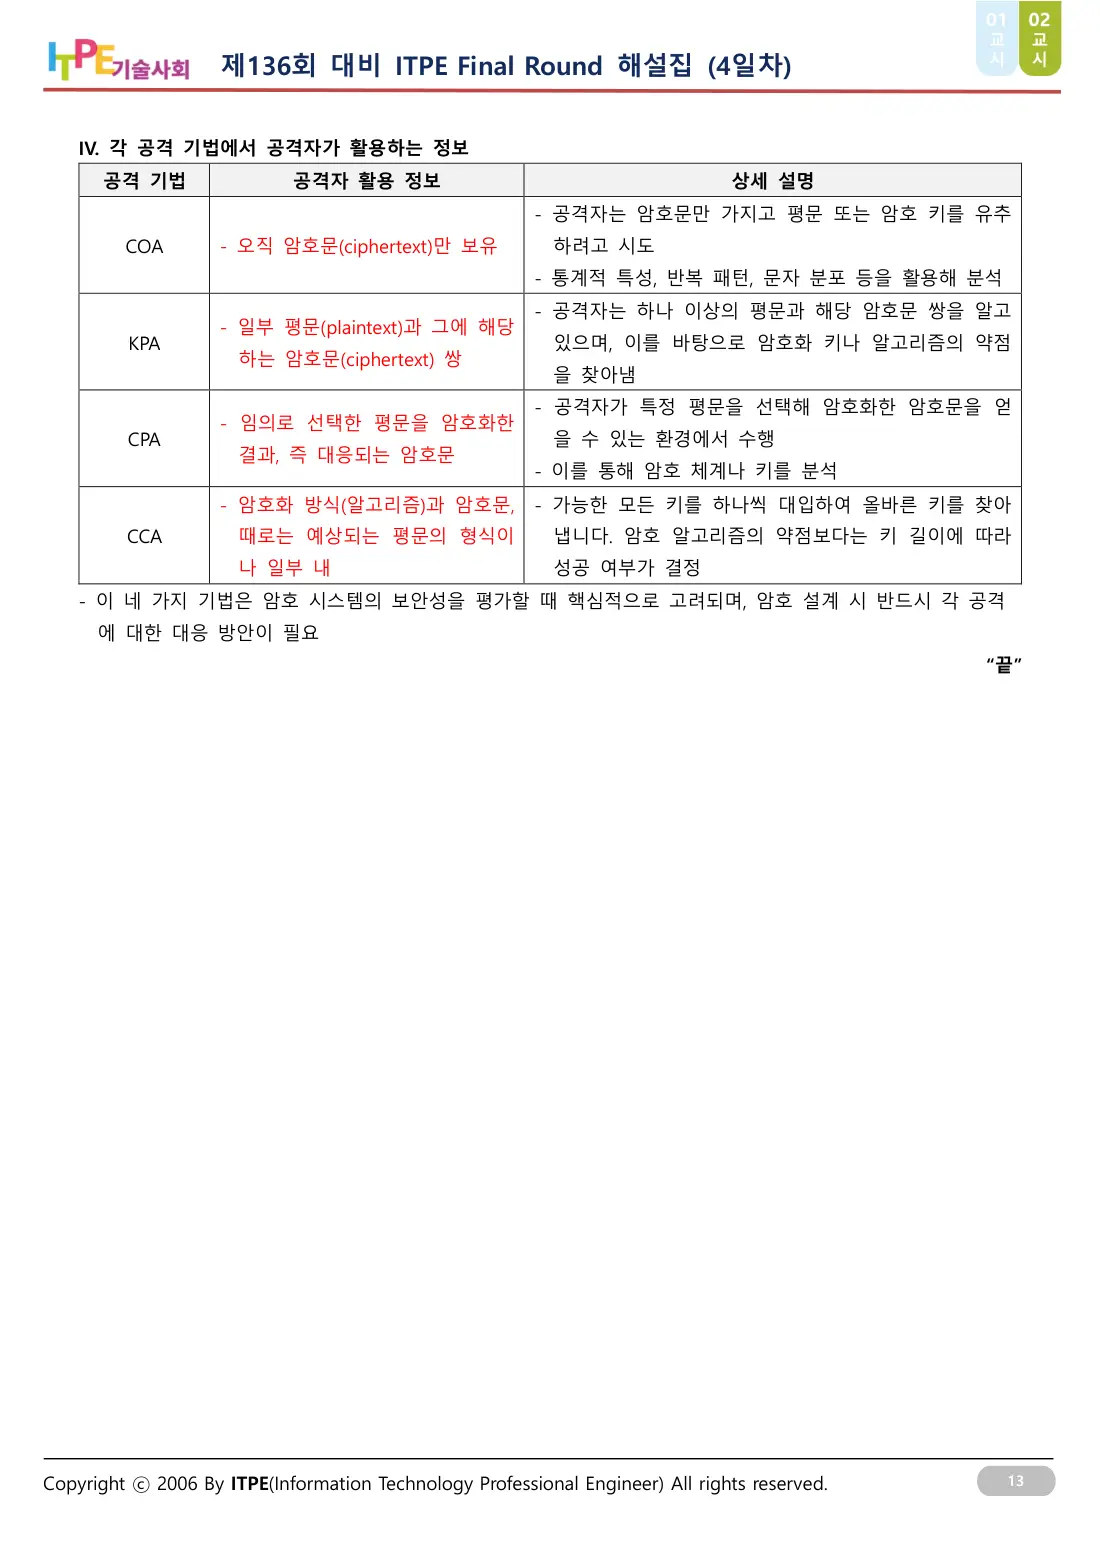 01
교
시
02
교
시
ITPE기술사회
제136회 대비 ITPE Final Round 해설집 (4일차)
IV. 각 공격 기법에서 공격자가 활용하는 정보
공격 기법
공격자 활용 정보
상세 설명
COA
- 오직 암호문(ciphertext)만 보유
- 공격자는 암호문만 가지고 평문 또는 암호 키를 유추
하려고 시도
- 통계적 특성, 반복 패턴, 문자 분포 등을 활용해 분석
KPA
- 일부 평문(plaintext)과 그에 해당
하는 암호문(ciphertext) 쌍
- 공격자는 하나 이상의 평문과 해당 암호문 쌍을 알고
있으며, 이를 바탕으로 암호화 키나 알고리즘의 약점
을 찾아냄
CPA
- 임의로 선택한 평문을 암호화한
결과, 즉 대응되는 암호문
- 공격자가 특정 평문을 선택해 암호화한 암호문을 얻
을 수 있는 환경에서 수행
- 이를 통해 암호 체계나 키를 분석
CCA
- 암호화 방식(알고리즘)과 암호문,
때로는 예상되는 평문의 형식이
나 일부 내
- 가능한 모든 키를 하나씩 대입하여 올바른 키를 찾아
냅니다. 암호 알고리즘의 약점보다는 키 길이에 따라
성공 여부가 결정
- 이 네 가지 기법은 암호 시스템의 보안성을 평가할 때 핵심적으로 고려되며, 암호 설계 시 반드시 각 공격
에 대한 대응 방안이 필요
“끝”
Copyright ⓒ 2006 By ITPE(Information Technology Professional Engineer) All rights reserved.
13